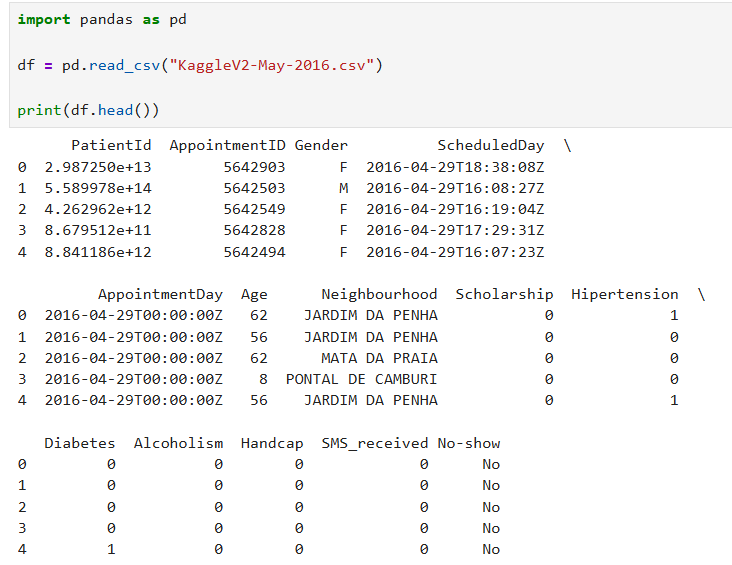 import pandas as pd
df = pd.read_csv("KaggleV2-May-2016.csv")
print(df.head())
PatientId AppointmentID Gender ScheduledDay \
0 2.987250e+13 5642903 F 2016-04-29T18:38:08Z
1 5.589978e+14 5642503 M 2016-04-29T16:08:27Z
2 4.262962e+12 5642549 F 2016-04-29T16:19:04Z
3 8.679512e+11 5642828 F 2016-04-29T17:29:31Z
4 8.841186e+12 5642494 F 2016-04-29T16:07:23Z
AppointmentDay Age Neighbourhood Scholarship Hipertension \
0 2016-04-29T00:00:00Z 62 JARDIM DA PENHA 0 1
1 2016-04-29T00:00:00Z 56 JARDIM DA PENHA 0 0
2 2016-04-29T00:00:00Z 62 MATA DA PRAIA 0 0
3 2016-04-29T00:00:00Z 8 PONTAL DE CAMBURI 0 0
4 2016-04-29T00:00:00Z 56 JARDIM DA PENHA 0 1
Diabetes Alcoholism Handcap SMS_received No-show
0 0 0 0 0 No
1 0 0 0 0 No
2 0 0 0 0 No
3 0 0 0 0 No
4 1 0 0 0 No